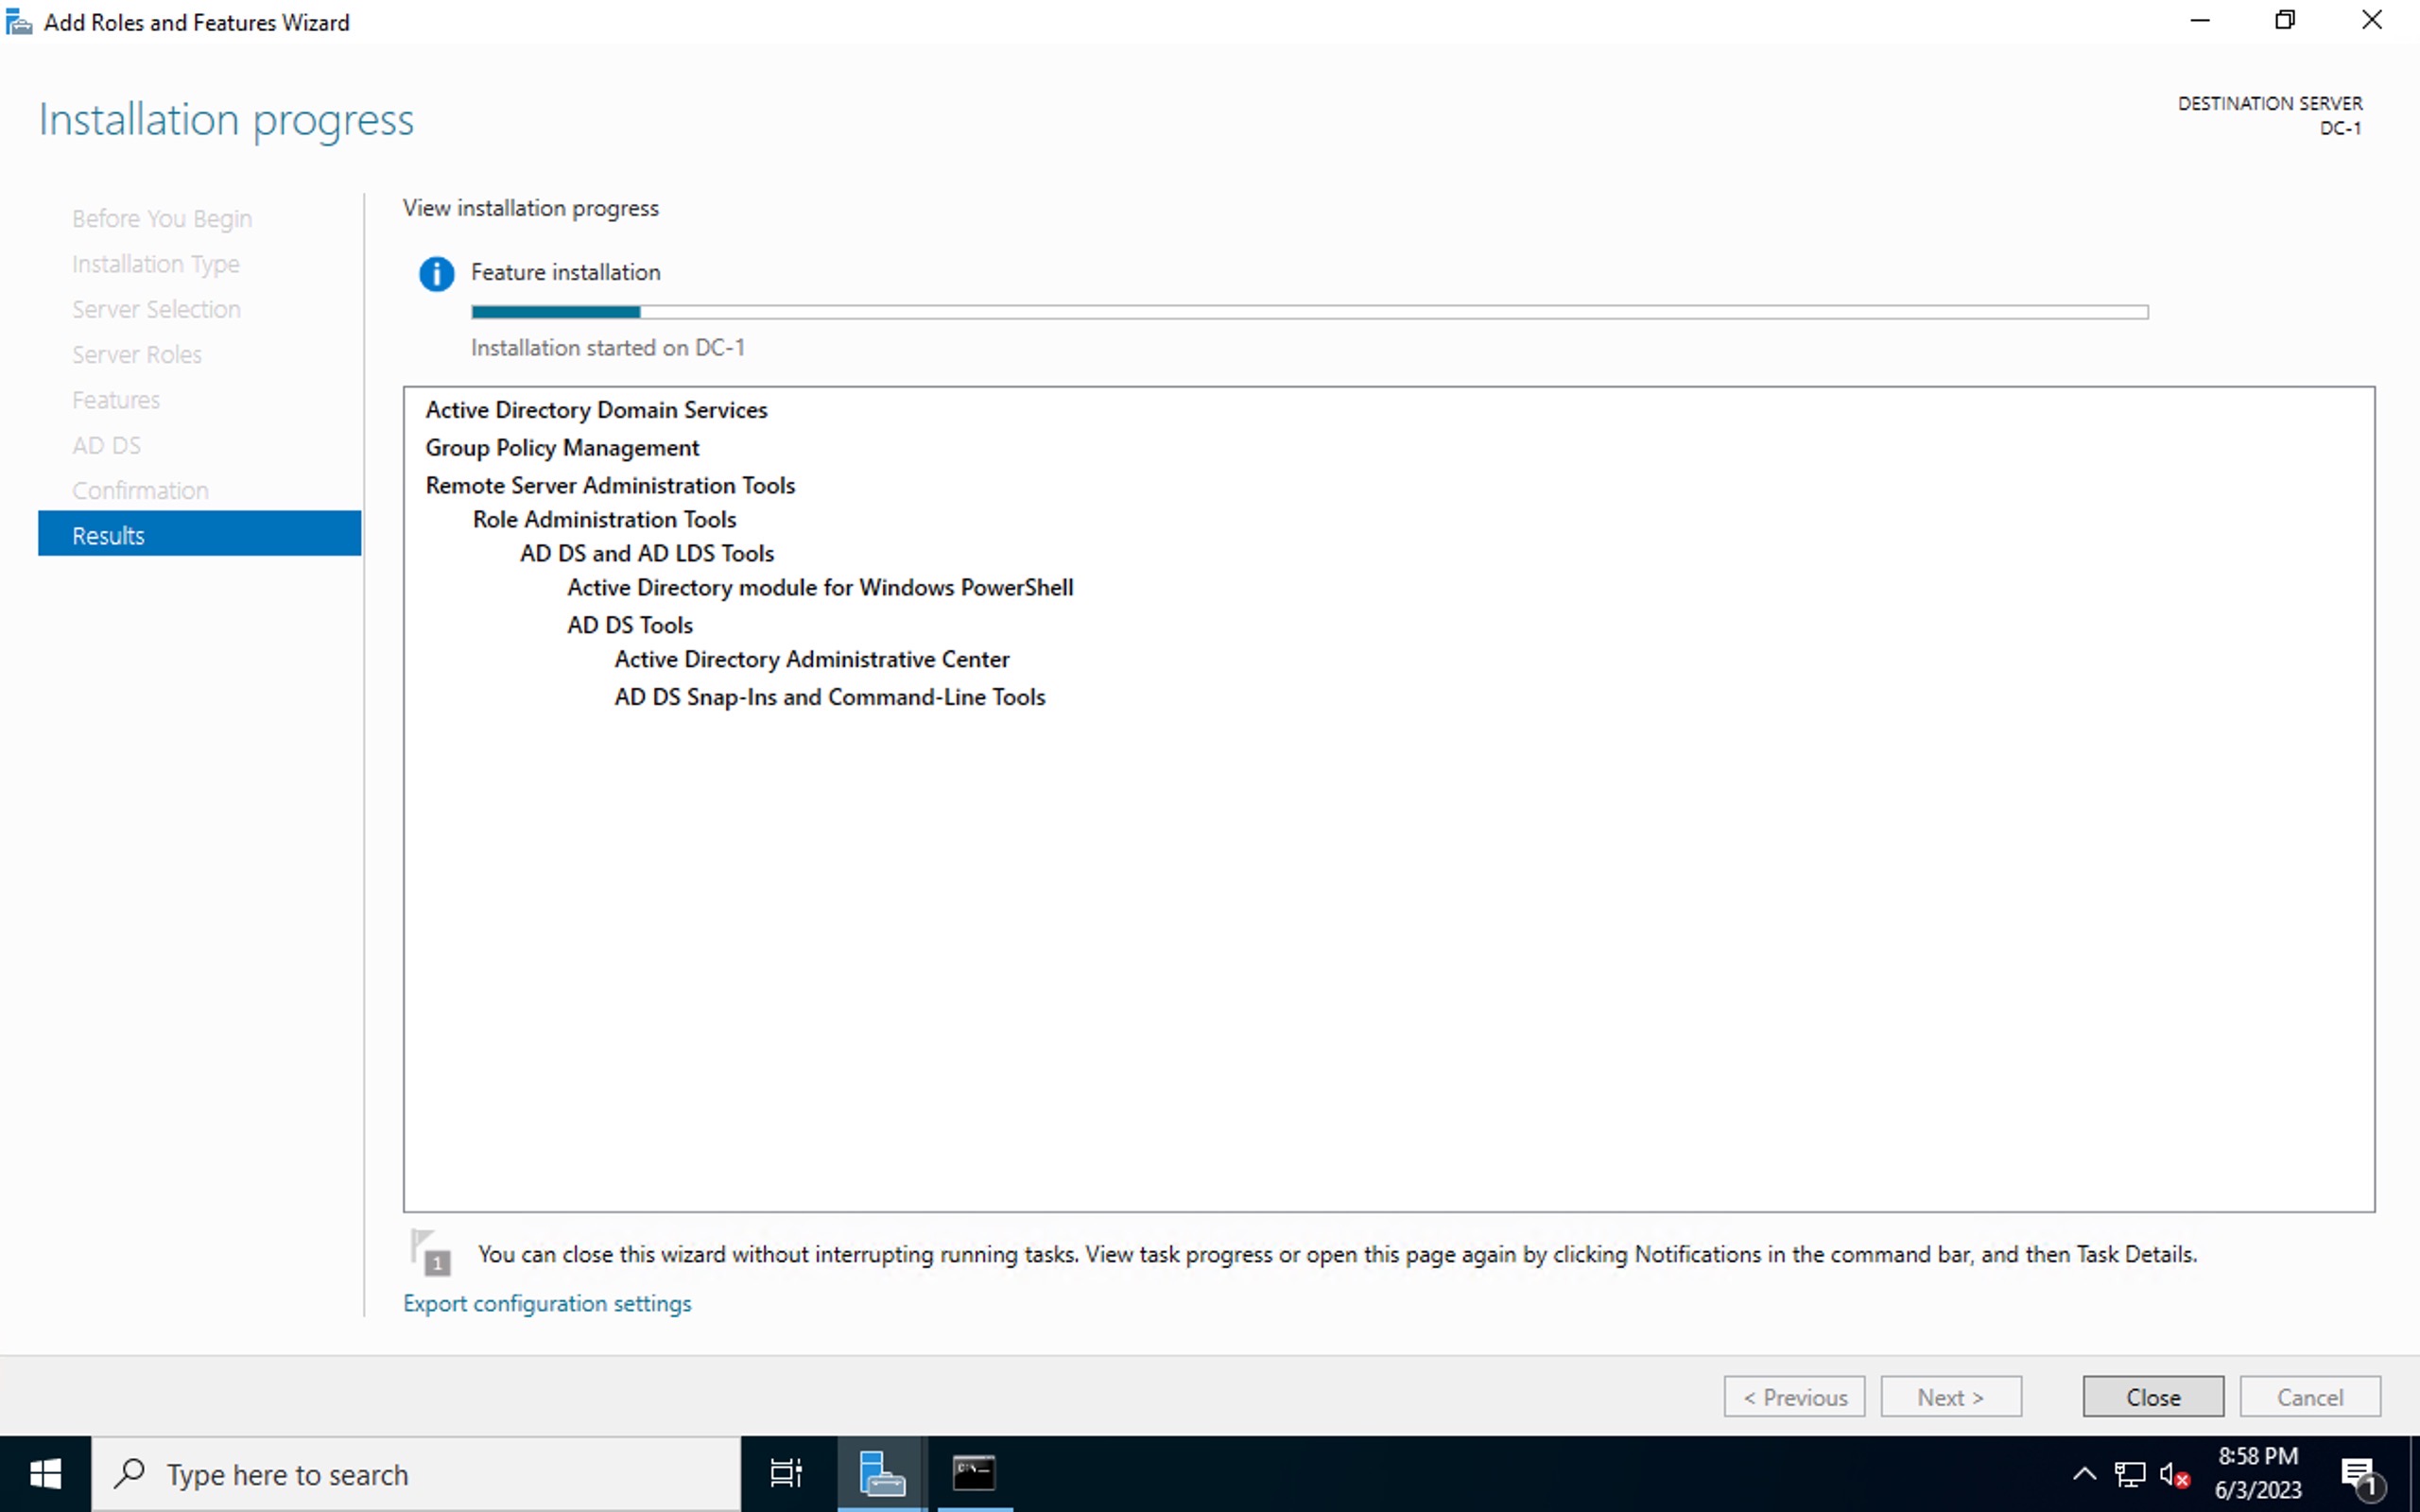 Add Roles and Features Wizard
Installation progress
DESTINATION SERVER
DC-1
Before You Begin
Installation Type
Server Selection
Server Roles
Features
AD DS
Confirmation
Results
View installation progress
Feature installation
Installation started on DC-1
Active Directory Domain Services
Group Policy Management
Remote Server Administration Tools
Role Administration Tools
AD DS and AD LDS Tools
Active Directory module for Windows PowerShell
AD DS Tools
Active Directory Administrative Center
AD DS Snap-Ins and Command-Line Tools
1
You can close this wizard without interrupting running tasks. View task progress or open this page again by clicking Notifications in the command bar, and then Task Details.
Export configuration settings
< Previous
Next >
Close
Cancel
Type here to search
8:58 PM
6/3/2023
1